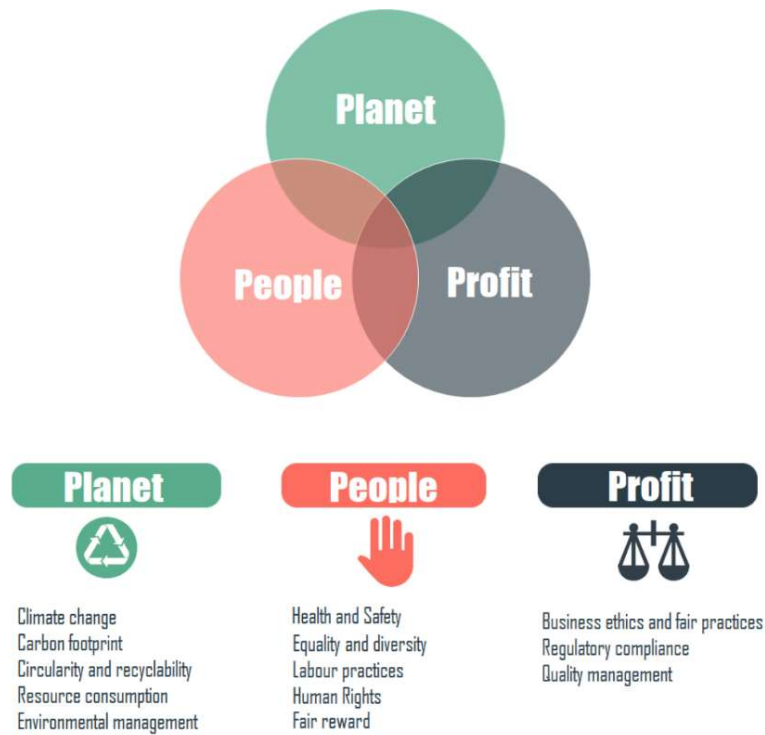 Planet
People
Profit
Planet
People
Profit
Climate change
Carbon footprint
Circularity and recyclability
Resource consumption
Environmental management
Health and Safety
Equality and diversity
Labour practices
Human Rights
Fair reward
Business ethics and fair practices
Regulatory compliance
Quality management